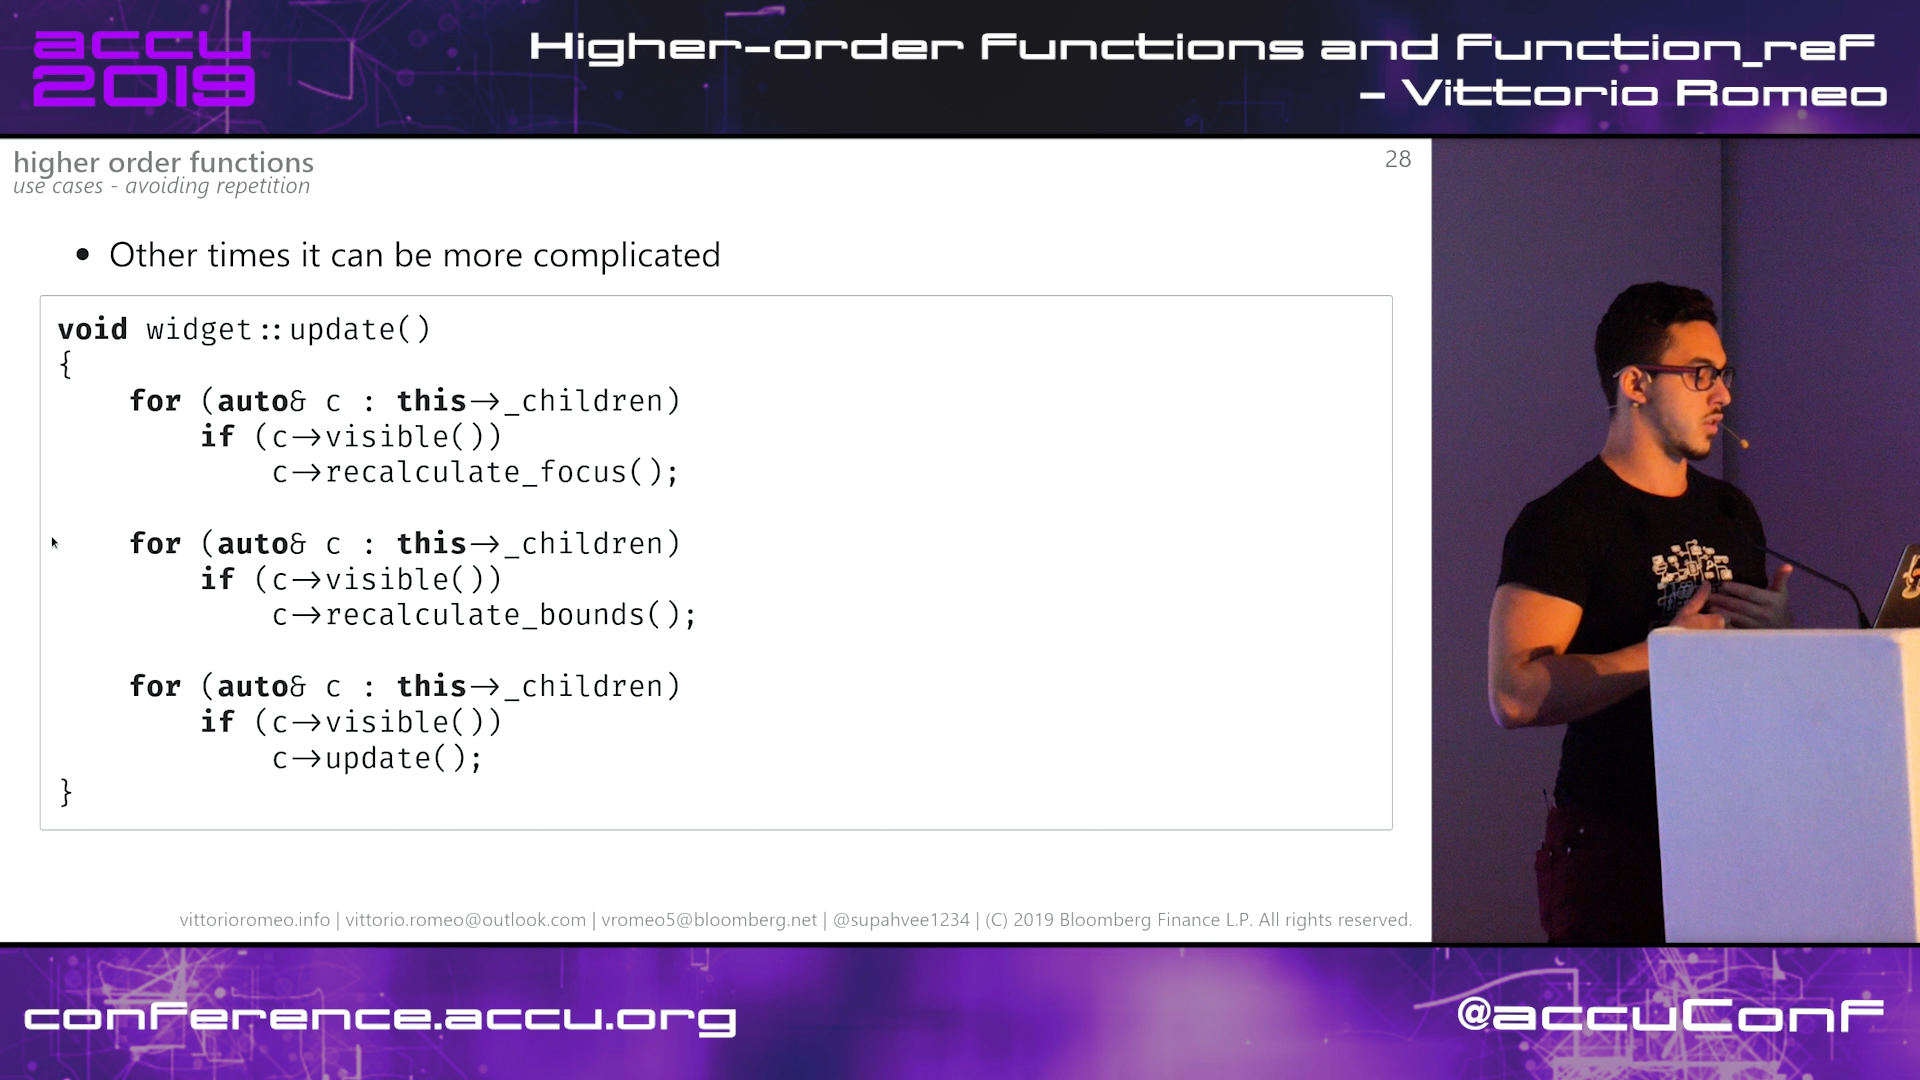 accu
2019
Higher-order Functions and Function_ref
- Vittorio Romeo
higher order functions
use cases - avoiding repetition
28
• Other times it can be more complicated
void widget::update()
{
    for (auto& c : this->_children)
        if (c->visible())
            c->recalculate_focus();

    for (auto& c : this->_children)
        if (c->visible())
            c->recalculate_bounds();

    for (auto& c : this->_children)
        if (c->visible())
            c->update();
}
vittorioromeo.info | vittorio.romeo@outlook.com | vromeo5@bloomberg.net | @supahvee1234 | (C) 2019 Bloomberg Finance L.P. All rights reserved.
conference.accu.org
@accuConf